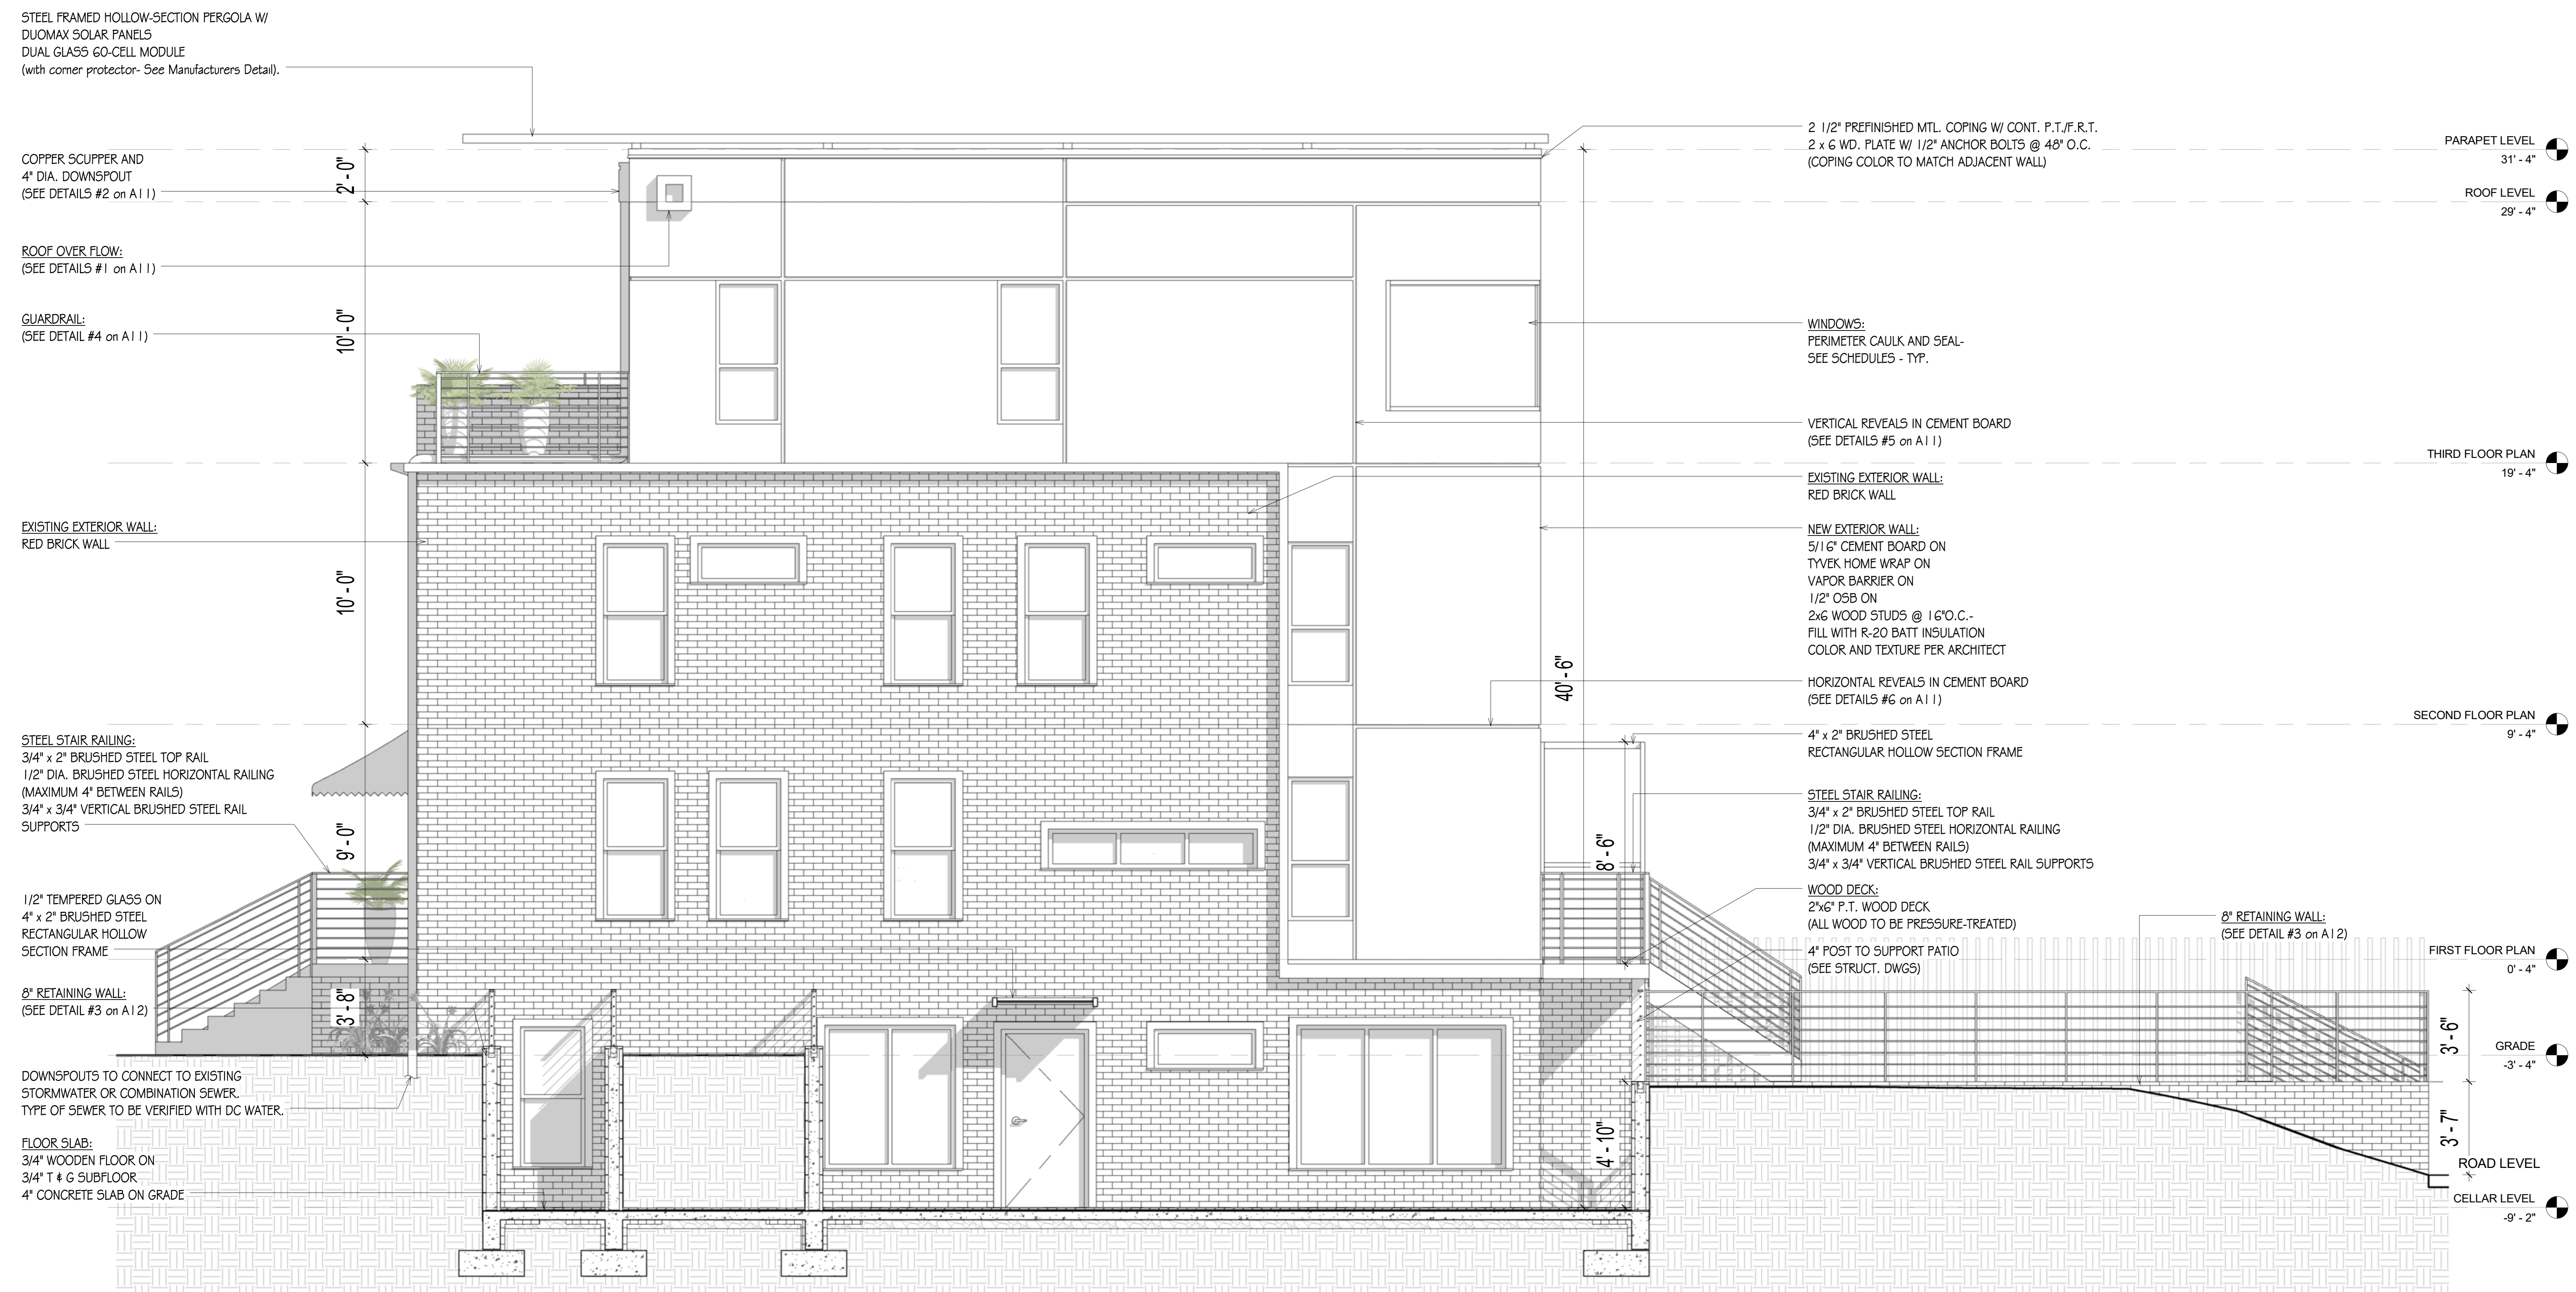 STEEL FRAMED HOLLOW-SECTION PERGOLA W/
DUOMAX SOLAR PANELS
DUAL GLASS 60-CELL MODULE
(with corner protector- See Manufacturers Detail).
COPPER SCUPPER AND
4" DIA. DOWNSPOUT
(SEE DETAILS #2 on A11)
ROOF OVER FLOW:
(SEE DETAILS #1 on A11)
GUARDRAIL:
(SEE DETAIL #4 on A11)
EXISTING EXTERIOR WALL:
RED BRICK WALL
STEEL STAIR RAILING:
3/4" x 2" BRUSHED STEEL TOP RAIL
1/2" DIA. BRUSHED STEEL HORIZONTAL RAILING
(MAXIMUM 4" BETWEEN RAILS)
3/4" x 3/4" VERTICAL BRUSHED STEEL RAIL
SUPPORTS
1/2" TEMPERED GLASS ON
4" x 2" BRUSHED STEEL
RECTANGULAR HOLLOW
SECTION FRAME
8" RETAINING WALL:
(SEE DETAIL #3 on A12)
DOWNSPOUTS TO CONNECT TO EXISTING
STORMWATER OR COMBINATION SEWER.
TYPE OF SEWER TO BE VERIFIED WITH DC WATER.
FLOOR SLAB:
3/4" WOODEN FLOOR ON
3/4" T & G SUBFLOOR
4" CONCRETE SLAB ON GRADE
2' - 0"
10' - 0"
10' - 0"
9' - 0"
3' - 8"
40' - 6"
8' - 6"
4' - 10"
2 1/2" PREFINISHED MTL. COPING W/ CONT. P.T./F.R.T.
2 x 6 WD. PLATE W/ 1/2" ANCHOR BOLTS @ 48" O.C.
(COPING COLOR TO MATCH ADJACENT WALL)
WINDOWS:
PERIMETER CAULK AND SEAL-
SEE SCHEDULES - TYP.
VERTICAL REVEALS IN CEMENT BOARD
(SEE DETAILS #5 on A11)
EXISTING EXTERIOR WALL:
RED BRICK WALL
NEW EXTERIOR WALL:
5/16" CEMENT BOARD ON
TYVEK HOME WRAP ON
VAPOR BARRIER ON
1/2" OSB ON
2x6 WOOD STUDS @ 16"O.C.-
FILL WITH R-20 BATT INSULATION
COLOR AND TEXTURE PER ARCHITECT
HORIZONTAL REVEALS IN CEMENT BOARD
(SEE DETAILS #6 on A11)
4" x 2" BRUSHED STEEL
RECTANGULAR HOLLOW SECTION FRAME
STEEL STAIR RAILING:
3/4" x 2" BRUSHED STEEL TOP RAIL
1/2" DIA. BRUSHED STEEL HORIZONTAL RAILING
(MAXIMUM 4" BETWEEN RAILS)
3/4" x 3/4" VERTICAL BRUSHED STEEL RAIL SUPPORTS
WOOD DECK:
2"x6" P.T. WOOD DECK
(ALL WOOD TO BE PRESSURE-TREATED)
4" POST TO SUPPORT PATIO
(SEE STRUCT. DWGS)
8" RETAINING WALL:
(SEE DETAIL #3 on A12)
3' - 6"
3' - 7"
PARAPET LEVEL
31' - 4"
ROOF LEVEL
29' - 4"
THIRD FLOOR PLAN
19' - 4"
SECOND FLOOR PLAN
9' - 4"
FIRST FLOOR PLAN
0' - 4"
GRADE
-3' - 4"
ROAD LEVEL
CELLAR LEVEL
-9' - 2"